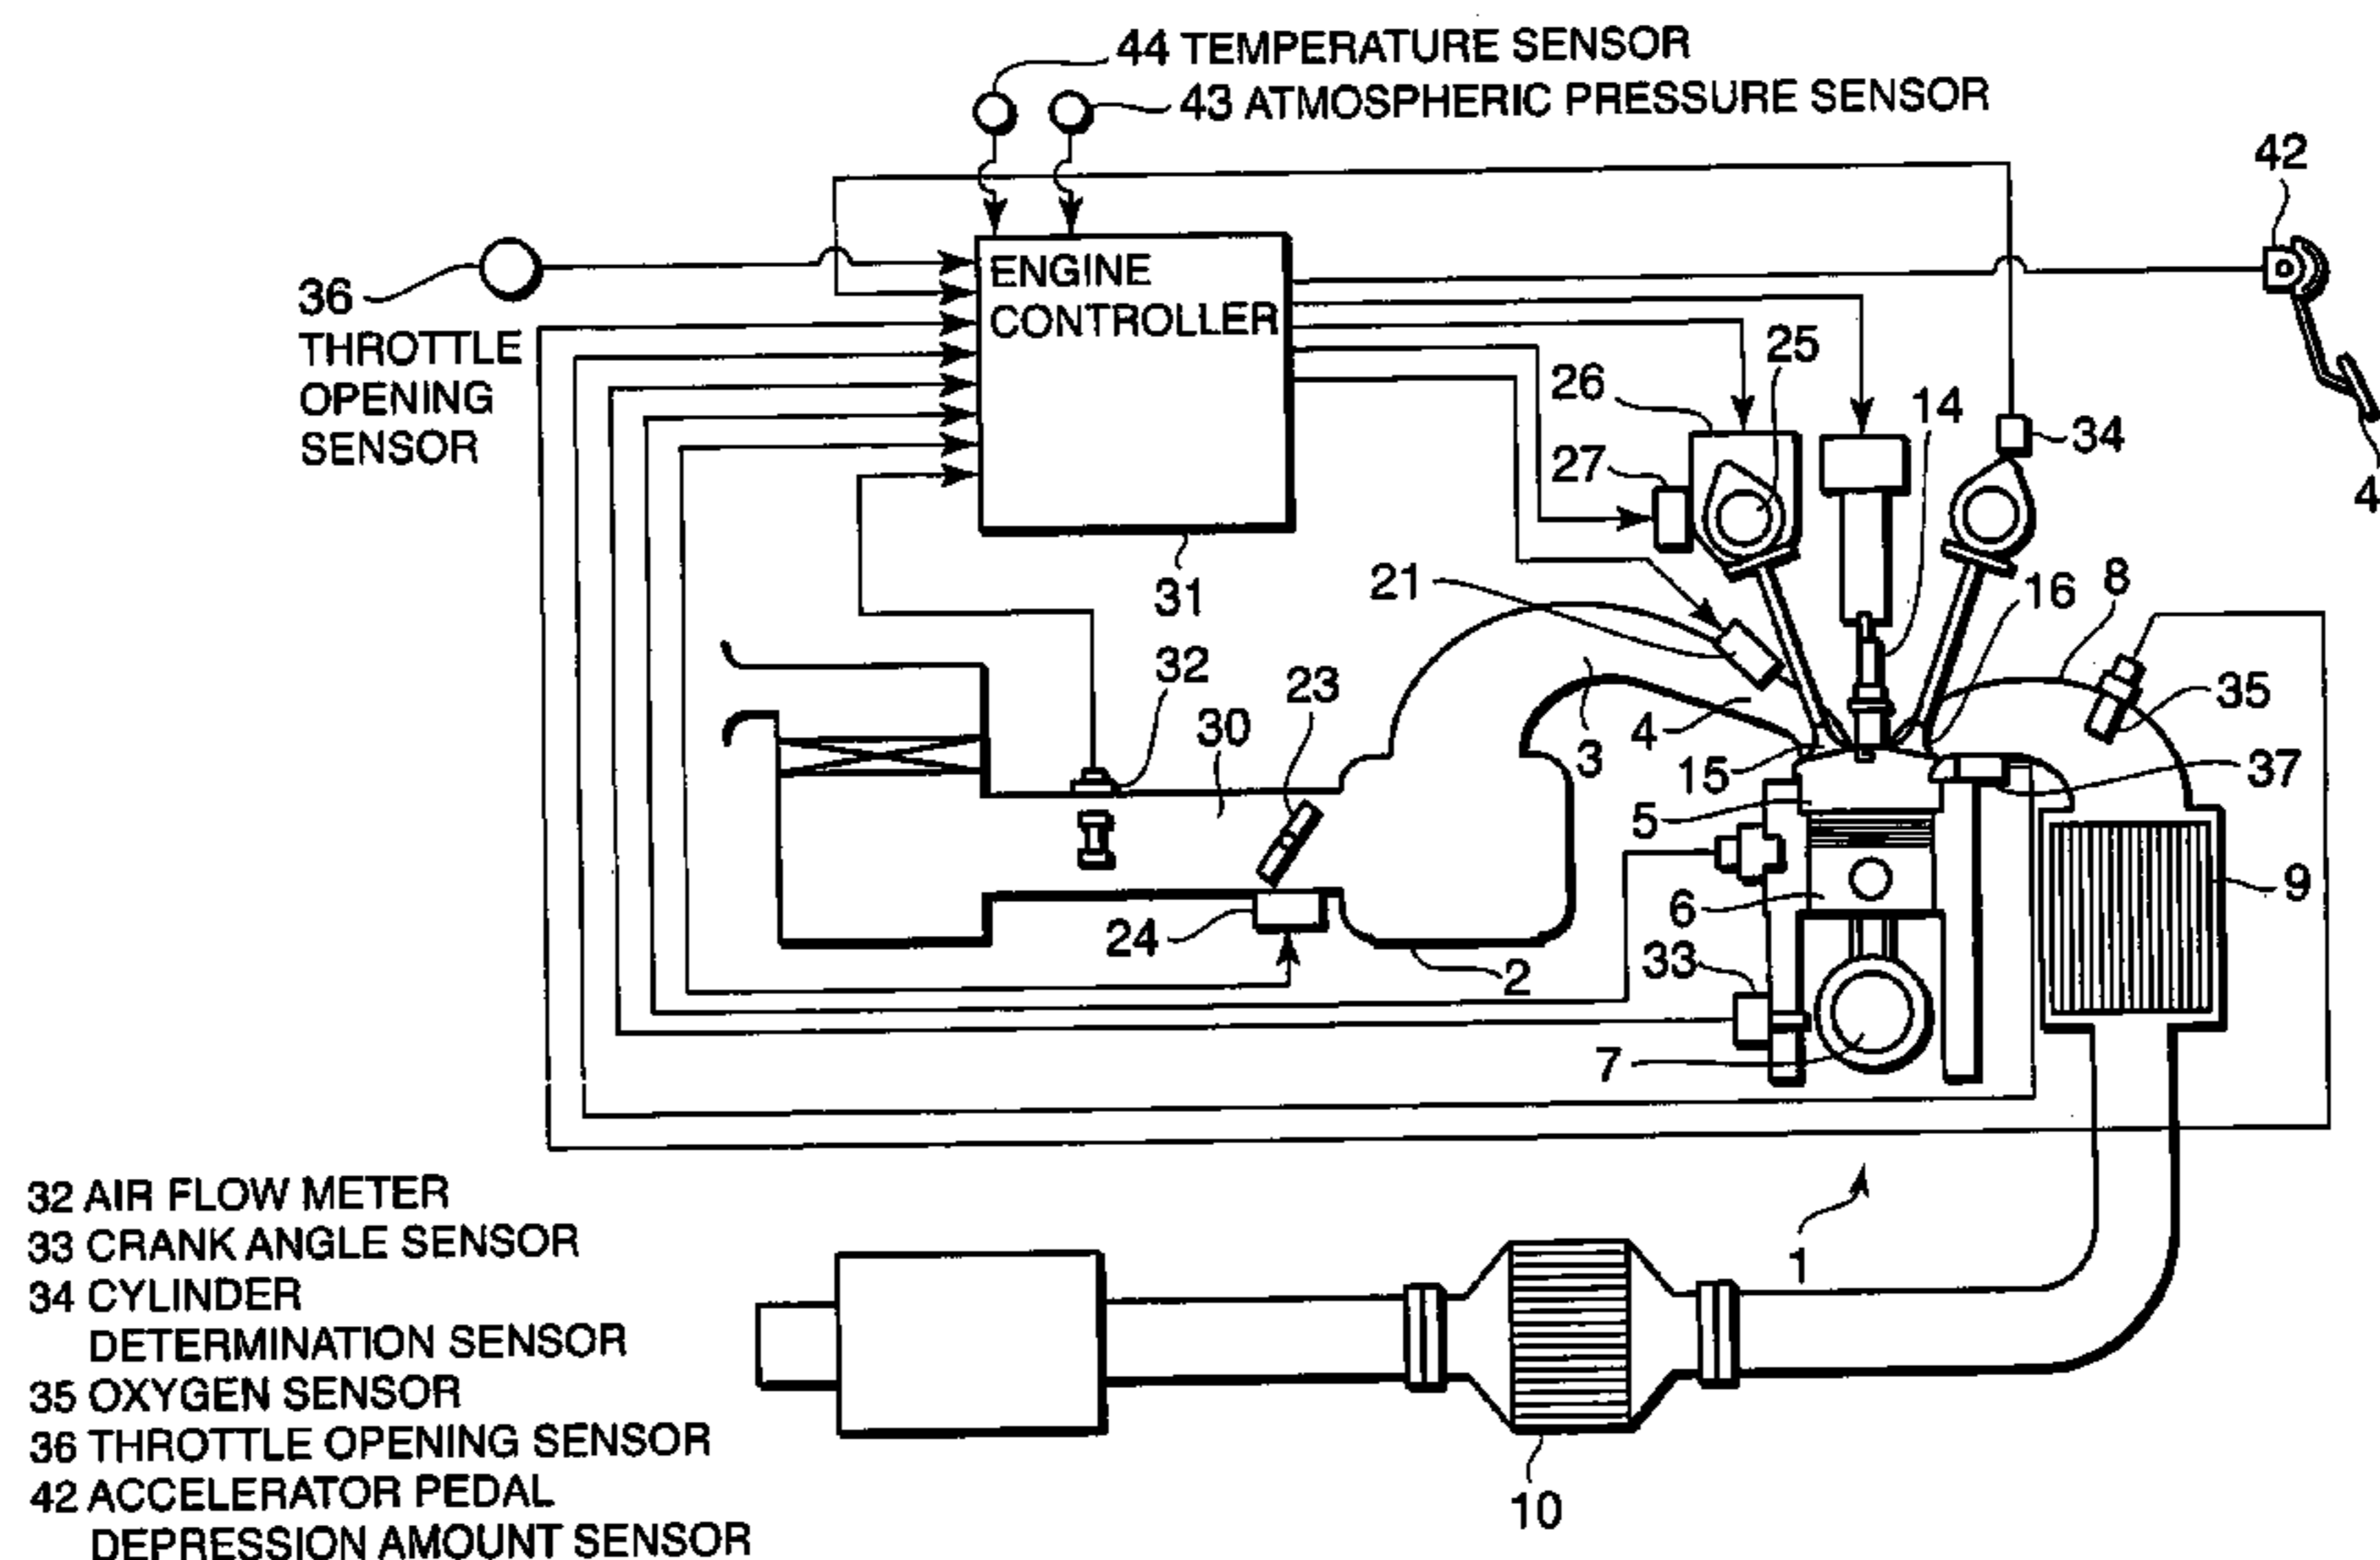 44 TEMPERATURE SENSOR
43 ATMOSPHERIC PRESSURE SENSOR
42
36
THROTTLE
OPENING
SENSOR
ENGINE
CONTROLLER
31
25
26
14
27
34
4
21
16
8
32
23
30
4
3
35
15
37
5
24
6
9
33
2
7
1
10
32 AIR FLOW METER
33 CRANK ANGLE SENSOR
34 CYLINDER
DETERMINATION SENSOR
35 OXYGEN SENSOR
36 THROTTLE OPENING SENSOR
42 ACCELERATOR PEDAL
DEPRESSION AMOUNT SENSOR